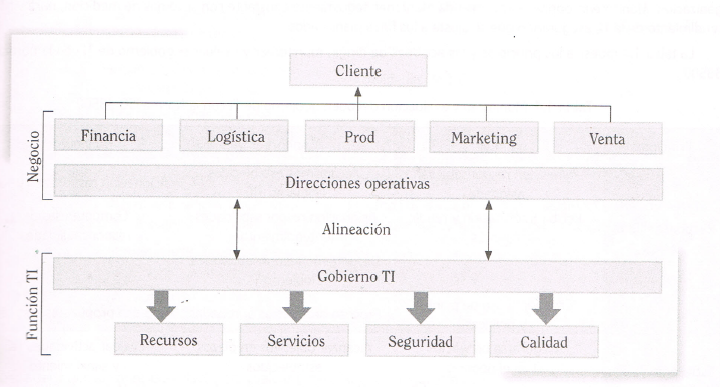 Cliente
Negocio
Financia
Logística
Prod
Marketing
Venta
Direcciones operativas
Alineación
Función TI
Gobierno TI
Recursos
Servicios
Seguridad
Calidad